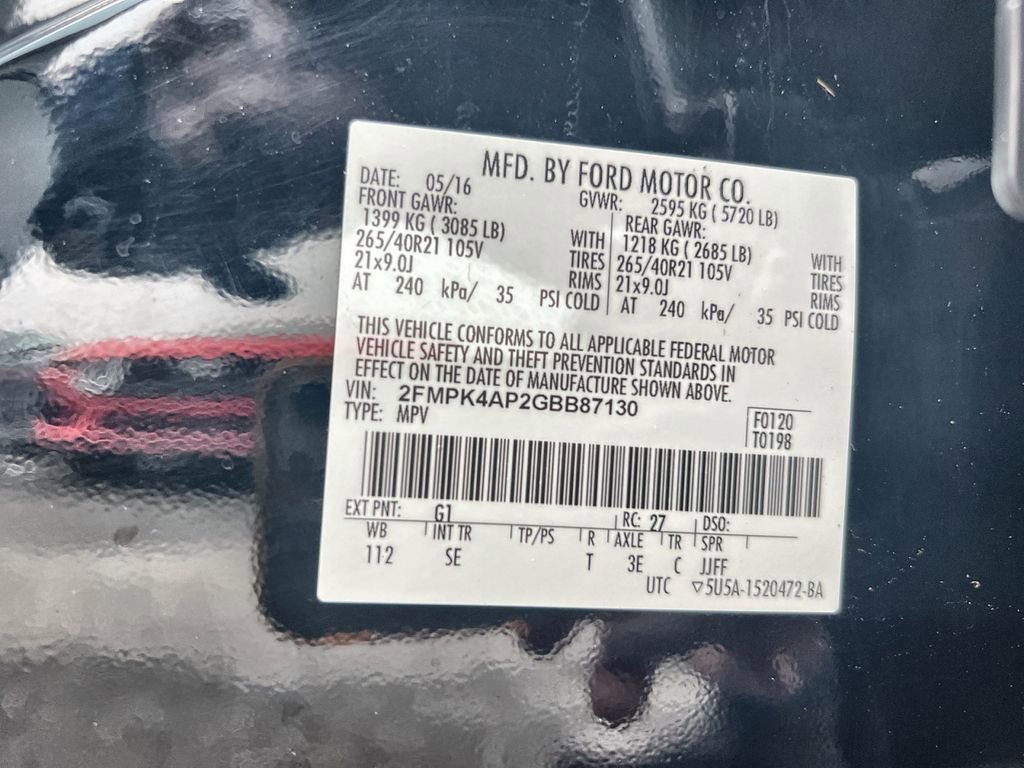 MFD. BY FORD MOTOR CO.
DATE: 05/16 GVWR: 2595 KG ( 5720 LB)
FRONT GAWR: REAR GAWR:
1399 KG ( 3085 LB) WITH 1218 KG ( 2685 LB) WITH
265/40R21 105V TIRES 265/40R21 105V TIRES
21x9.0J RIMS 21x9.0J RIMS
AT 240 kPa/ 35 PSI COLD AT 240 kPa/ 35 PSI COLD
THIS VEHICLE CONFORMS TO ALL APPLICABLE FEDERAL MOTOR
VEHICLE SAFETY AND THEFT PREVENTION STANDARDS IN
EFFECT ON THE DATE OF MANUFACTURE SHOWN ABOVE.
VIN: 2FMPK4AP2GBB87130
TYPE: MPV
F0120
T0198
EXT PNT: G1 RC: 27 DSO:
WB INT TR TP/PS R AXLE TR SPR
112 SE T 3E C JJFF
UTC ▽5U5A-1520472-BA